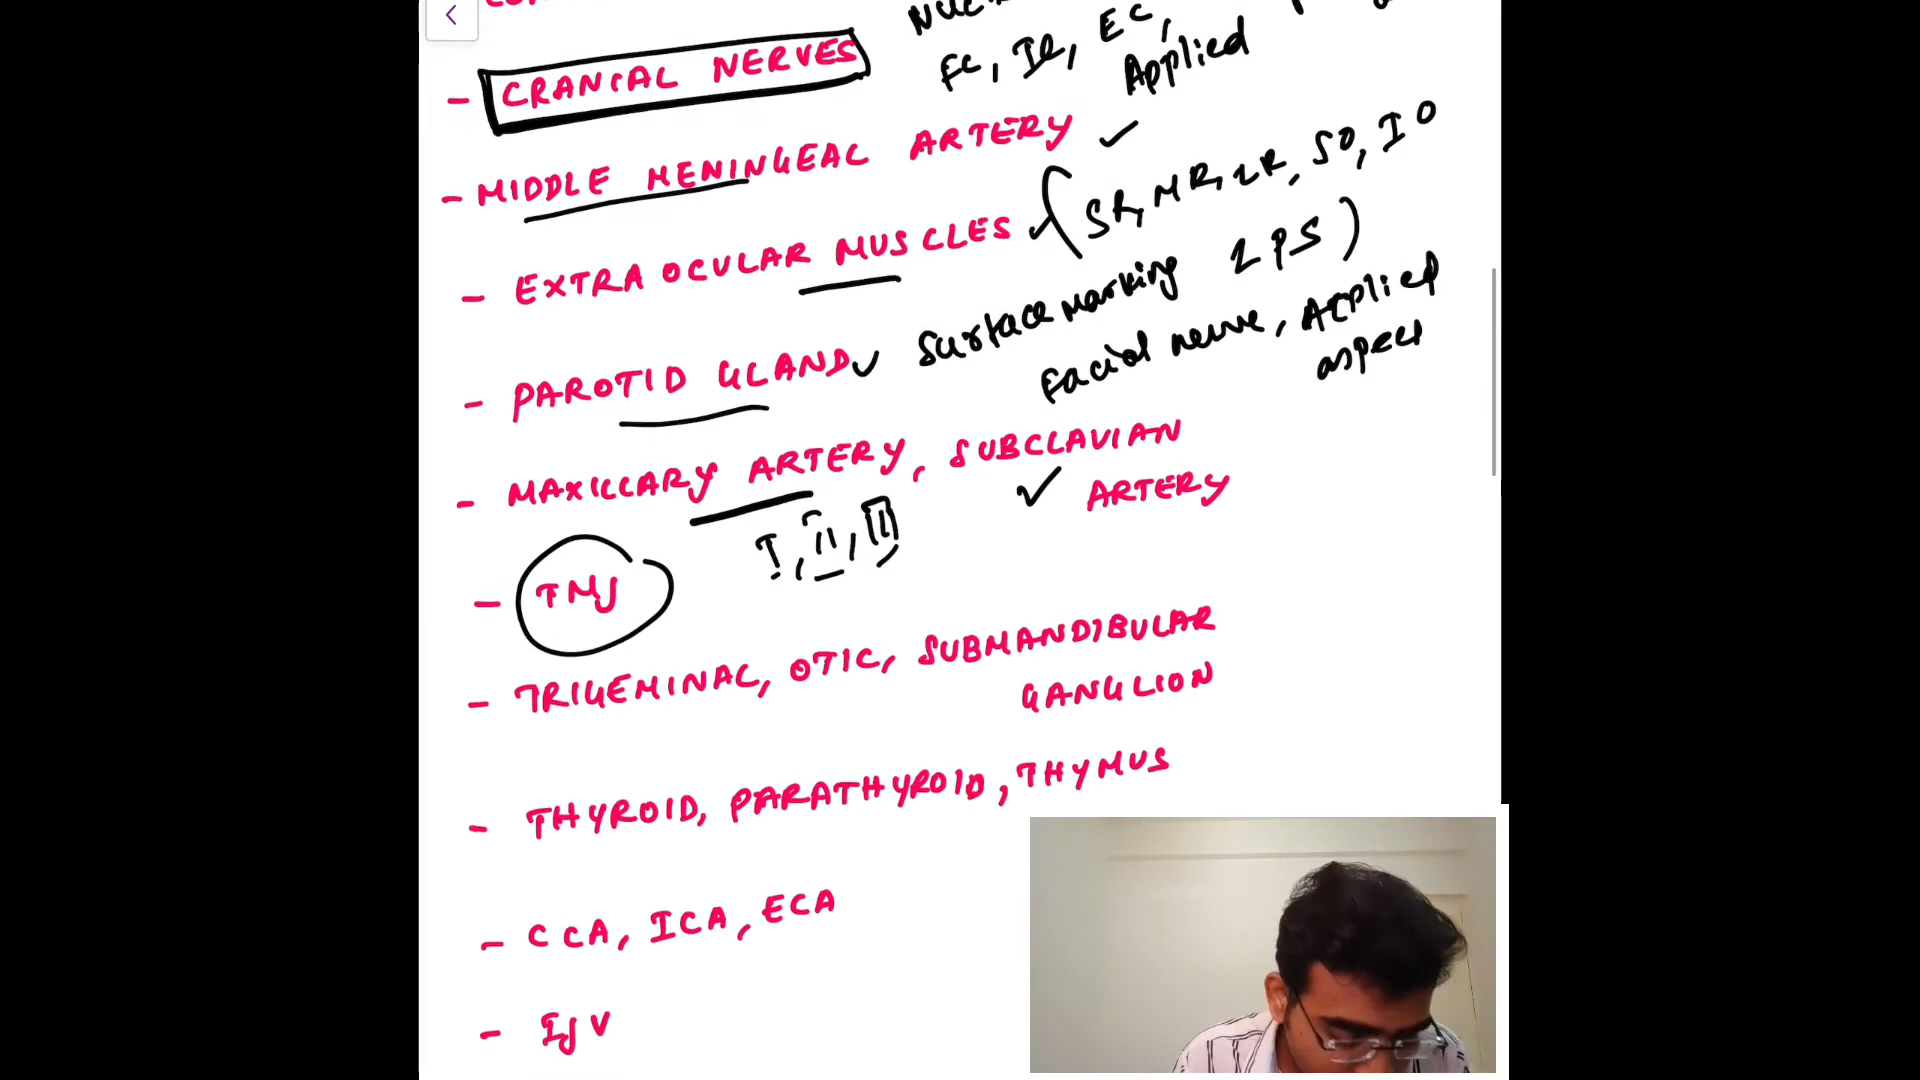 - CRANIAL NERVES
EC, IC, EC,
Applied
- MIDDLE MENINGEAL ARTERY ✓
- EXTRA OCULAR MUSCLES ✓ (SR, MR, LR, SO, IO
LPS)
- PAROTID GLAND ✓ Surface marking
Facial nerve, Applied
aspect
- MAXILLARY ARTERY, SUBCLAVIAN
✓ ARTERY
I, II, III
- TMJ
- TRIGEMINAL, OTIC, SUBMANDIBULAR
GANGLION
- THYROID, PARATHYROID, THYMUS
- CCA, ICA, ECA
- IJV